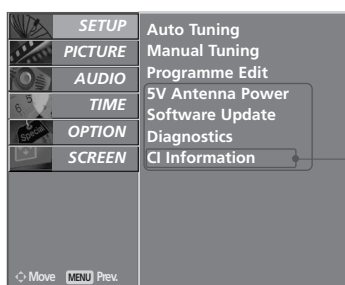 SETUP
PICTURE
AUDIO
TIME
OPTION
SCREEN
Auto Tuning
Manual Tuning
Programme Edit
5V Antenna Power
Software Update
Diagnostics
CI Information
Move MENU Prev.